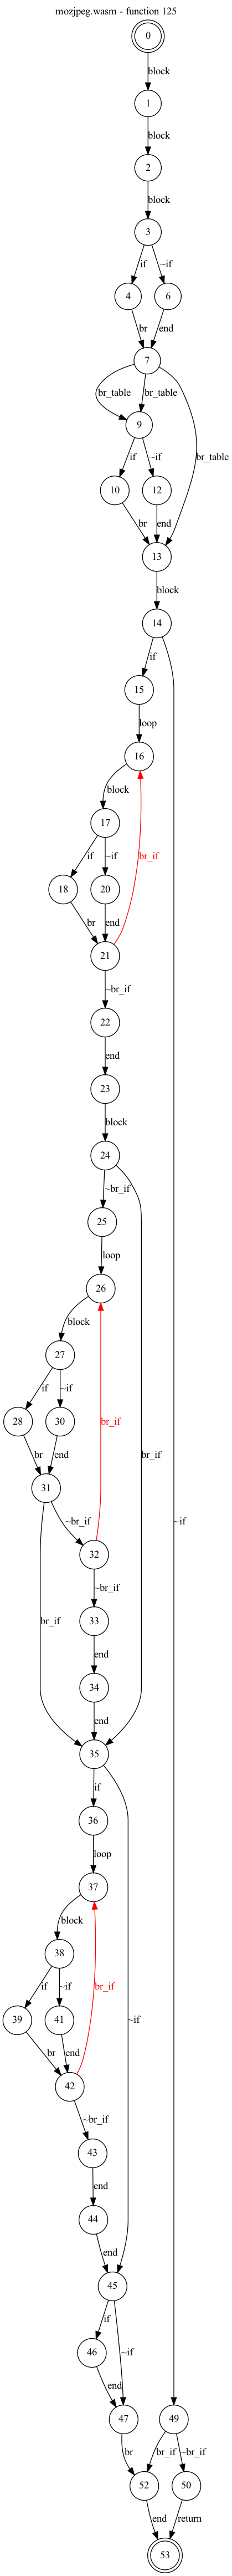 mozjpeg.wasm - function 125
0
block
1
block
2
block
3
if
~if
4
6
br
end
7
br_table
br_table
br_table
9
if
~if
10
12
br
end
13
block
14
if
15
loop
16
block
17
br_if
if
~if
18
20
br
end
21
~br_if
22
end
23
block
24
~br_if
25
loop
26
block
27
~if
br_if
br_if
if
~if
28
30
br
end
31
~br_if
br_if
32
~br_if
33
end
34
end
35
if
36
loop
37
block
38
br_if
~if
if
~if
39
41
br
end
42
~br_if
43
end
44
end
45
if
~if
46
end
47
49
br
br_if
~br_if
52
50
end
return
53